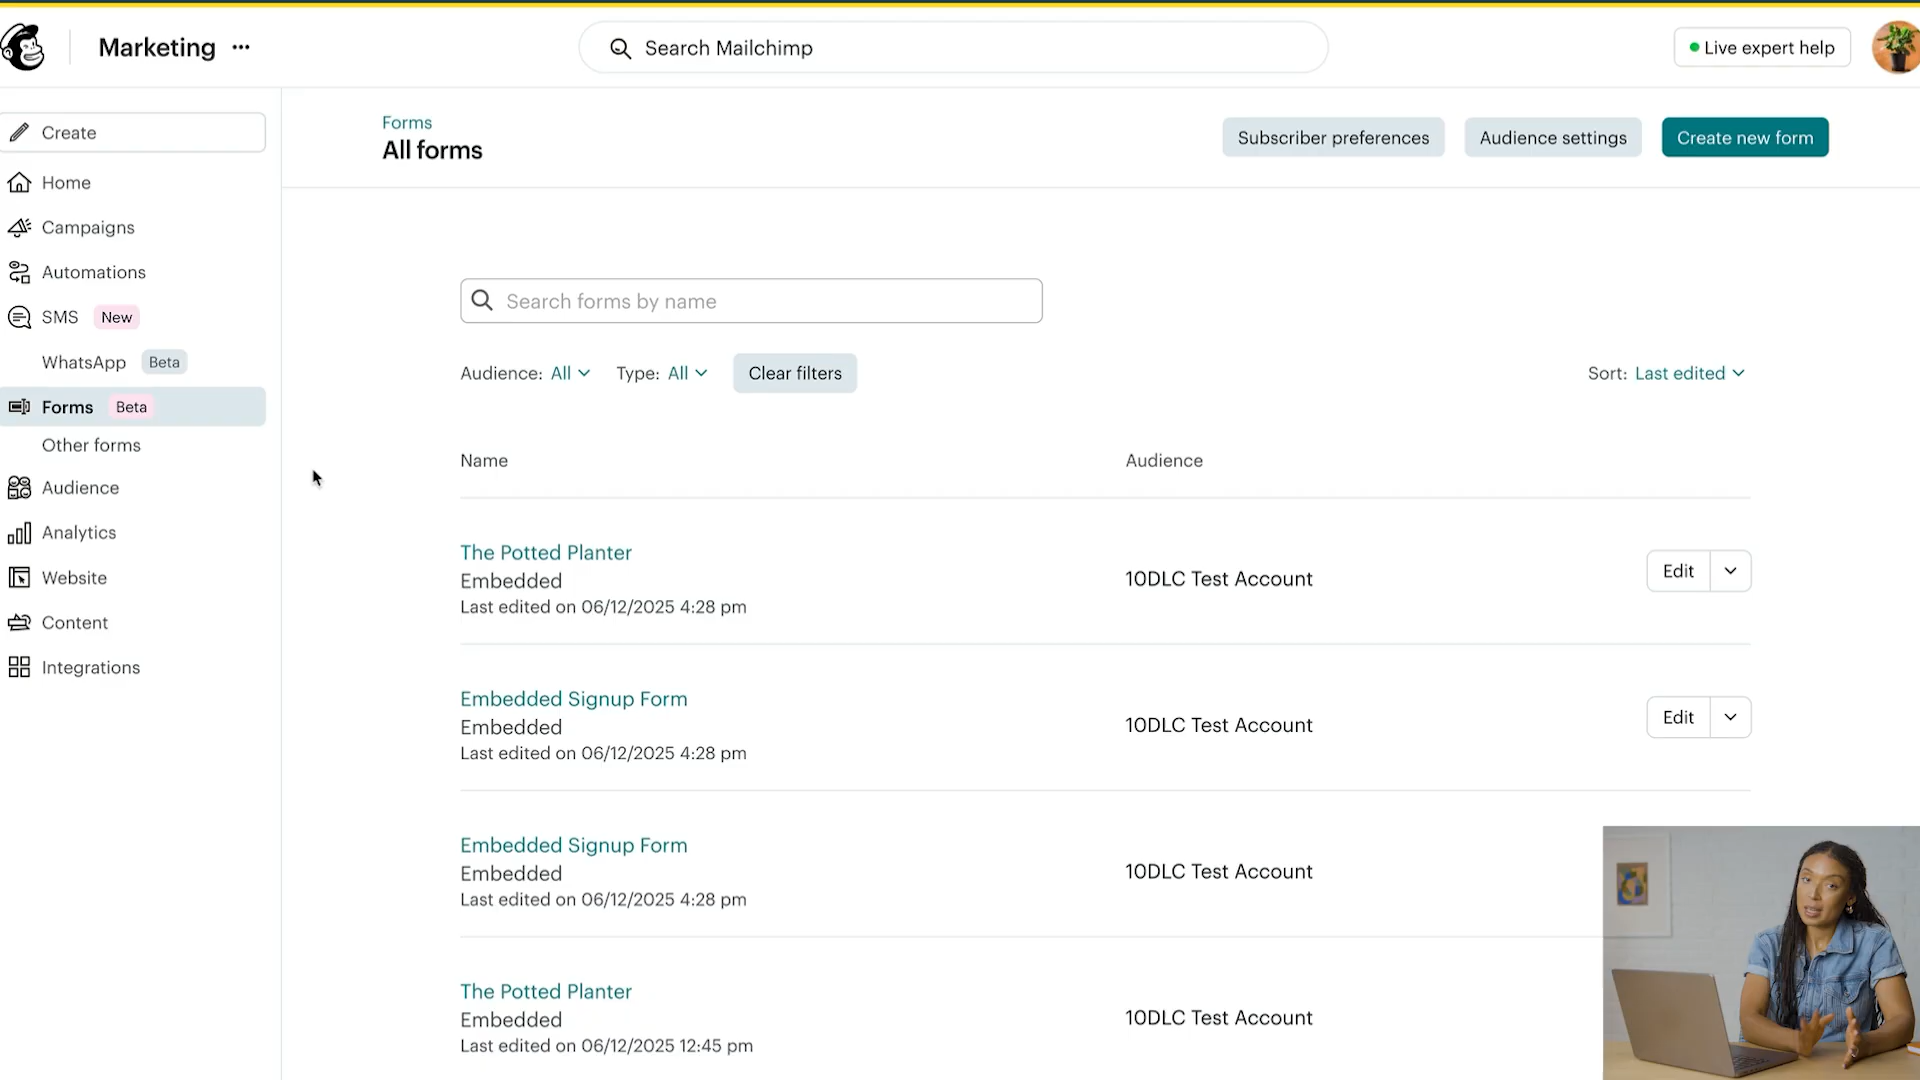 Marketing
Search Mailchimp
Live expert help
Create
Home
Campaigns
Automations
SMS New
WhatsApp Beta
Forms Beta
Other forms
Audience
Analytics
Website
Content
Integrations
Forms
All forms
Subscriber preferences
Audience settings
Create new form
Search forms by name
Audience: All
Type: All
Clear filters
Sort: Last edited
Name
Audience
The Potted Planter
Embedded
Last edited on 06/12/2025 4:28 pm
10DLC Test Account
Edit
Embedded Signup Form
Embedded
Last edited on 06/12/2025 4:28 pm
10DLC Test Account
Edit
Embedded Signup Form
Embedded
Last edited on 06/12/2025 4:28 pm
10DLC Test Account
The Potted Planter
Embedded
Last edited on 06/12/2025 12:45 pm
10DLC Test Account